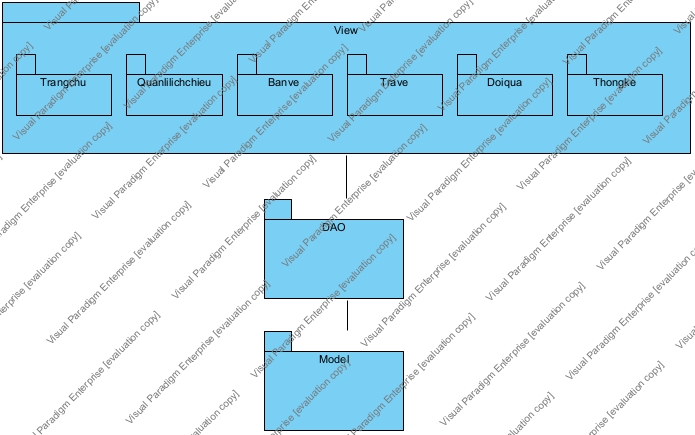 View
Trangchu
Quanlilichchieu
Banve
Trave
Doiqua
Thongke
DAO
Model
Visual Paradigm Enterprise [evaluation copy]